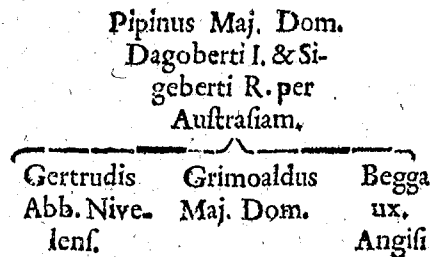 Pipinus Maj. Dom.
Dagoberti I. & Si-
geberti R. per
Auſtraſiam.
Gertrudis Grimoaldus Begga
Abb. Nive- Maj. Dom. ux.
lenſ. Angiſi